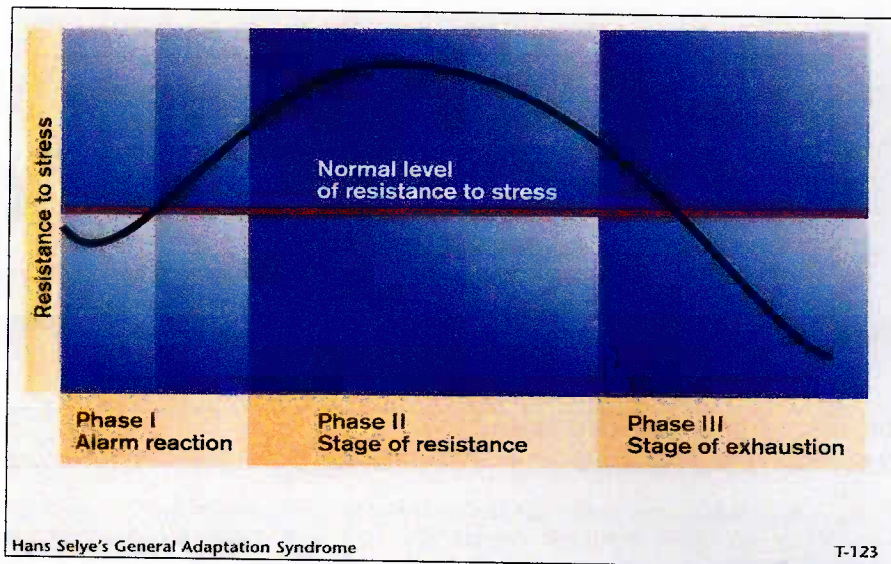 Resistance to stress
Normal level
of resistance to stress
Phase I
Alarm reaction
Phase II
Stage of resistance
Phase III
Stage of exhaustion
Hans Selye's General Adaptation Syndrome
T-123